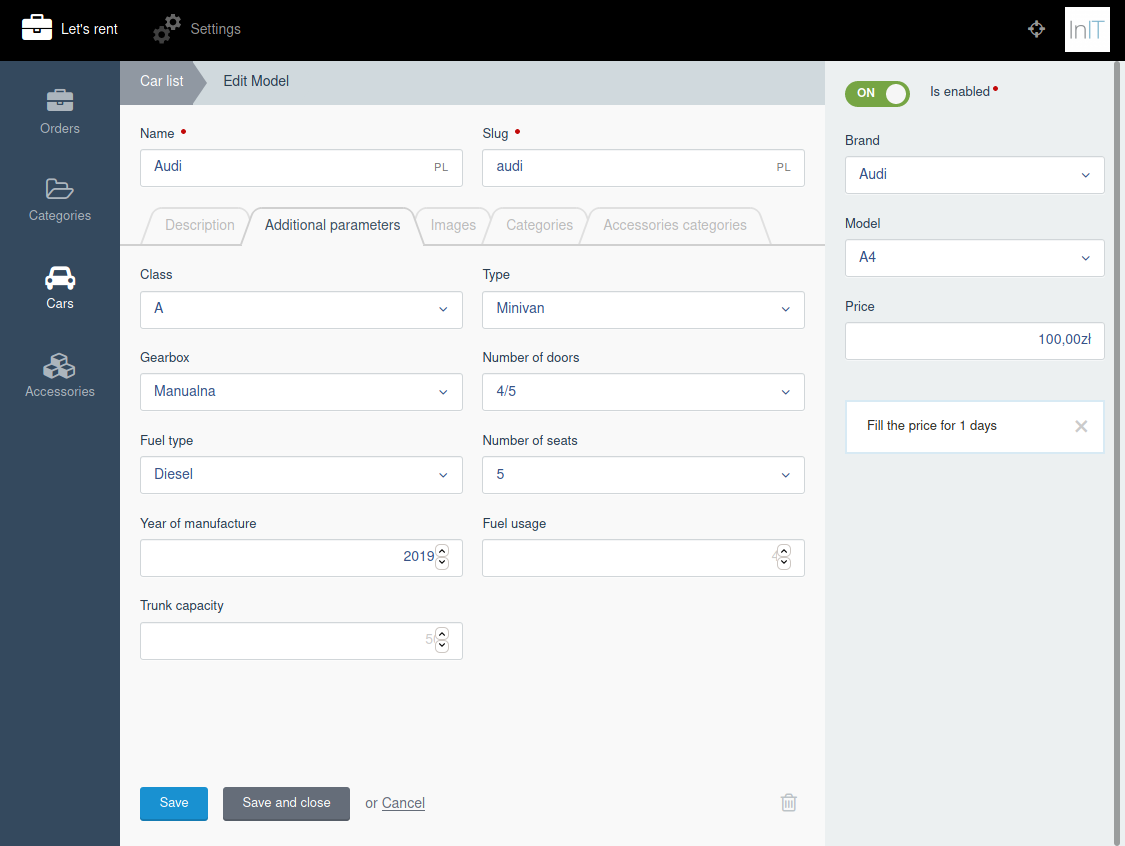 Let's rent
Settings
InIT
Orders
Categories
Cars
Accessories
Car list
Edit Model
Name
Slug
Audi PL
audi PL
Description
Additional parameters
Images
Categories
Accessories categories
Class
Type
A
Minivan
Gearbox
Number of doors
Manualna
4/5
Fuel type
Number of seats
Diesel
5
Year of manufacture
Fuel usage
2019
Trunk capacity
Save
Save and close
or Cancel
ON
Is enabled
Brand
Audi
Model
A4
Price
100,00zł
Fill the price for 1 days